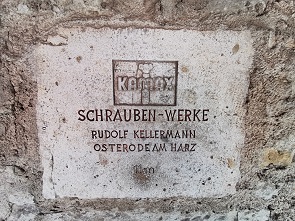 KAMAX
SCHRAUBEN-WERKE
RUDOLF KELLERMANN
OSTERODE AM HARZ